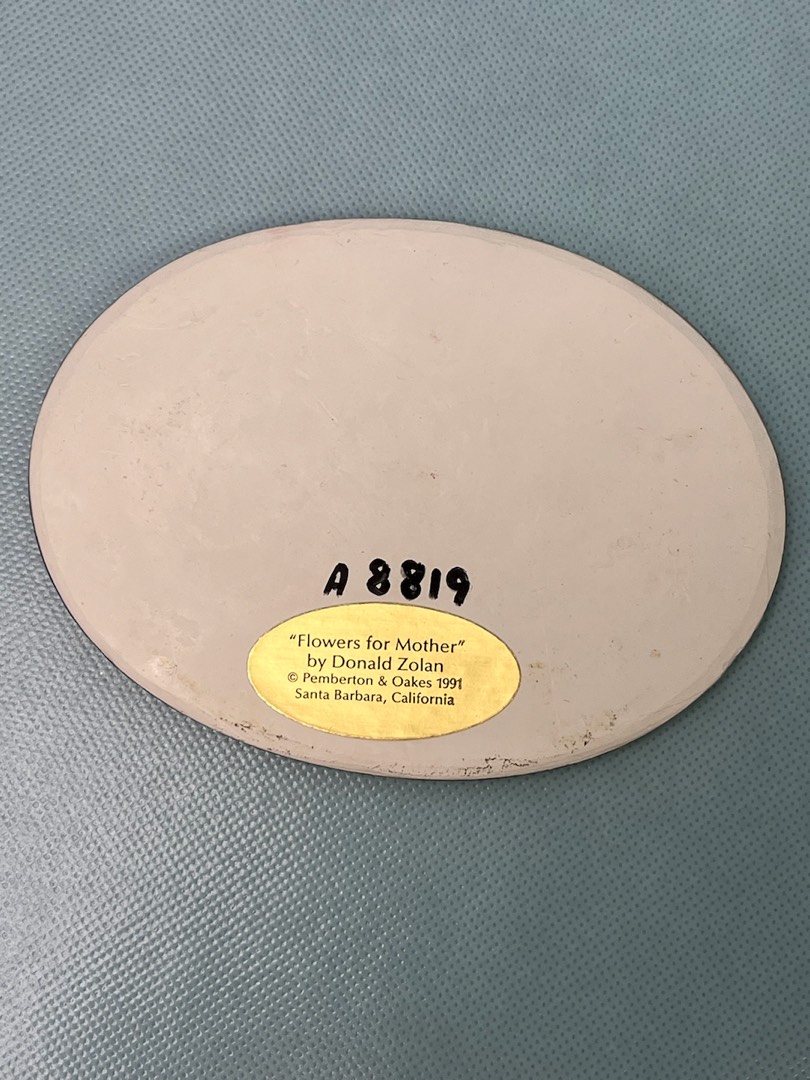 A 8819
"Flowers for Mother"
by Donald Zolan
© Pemberton & Oakes 1991
Santa Barbara, California